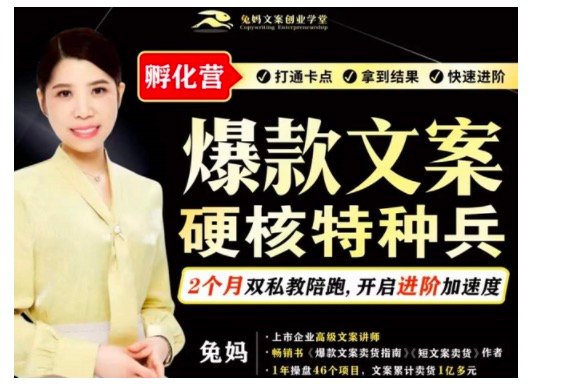 兔妈文案创业学堂
Copywriting Entrepreneurship
孵化营
打通卡点
拿到结果
快速进阶
爆款文案
硬核特种兵
2个月双私教陪跑,开启进阶加速度
兔妈
·上市企业高级文案讲师
·畅销书《爆款文案卖货指南》《短文案卖货》作者
·1年操盘46个项目，文案累计卖货1亿多元